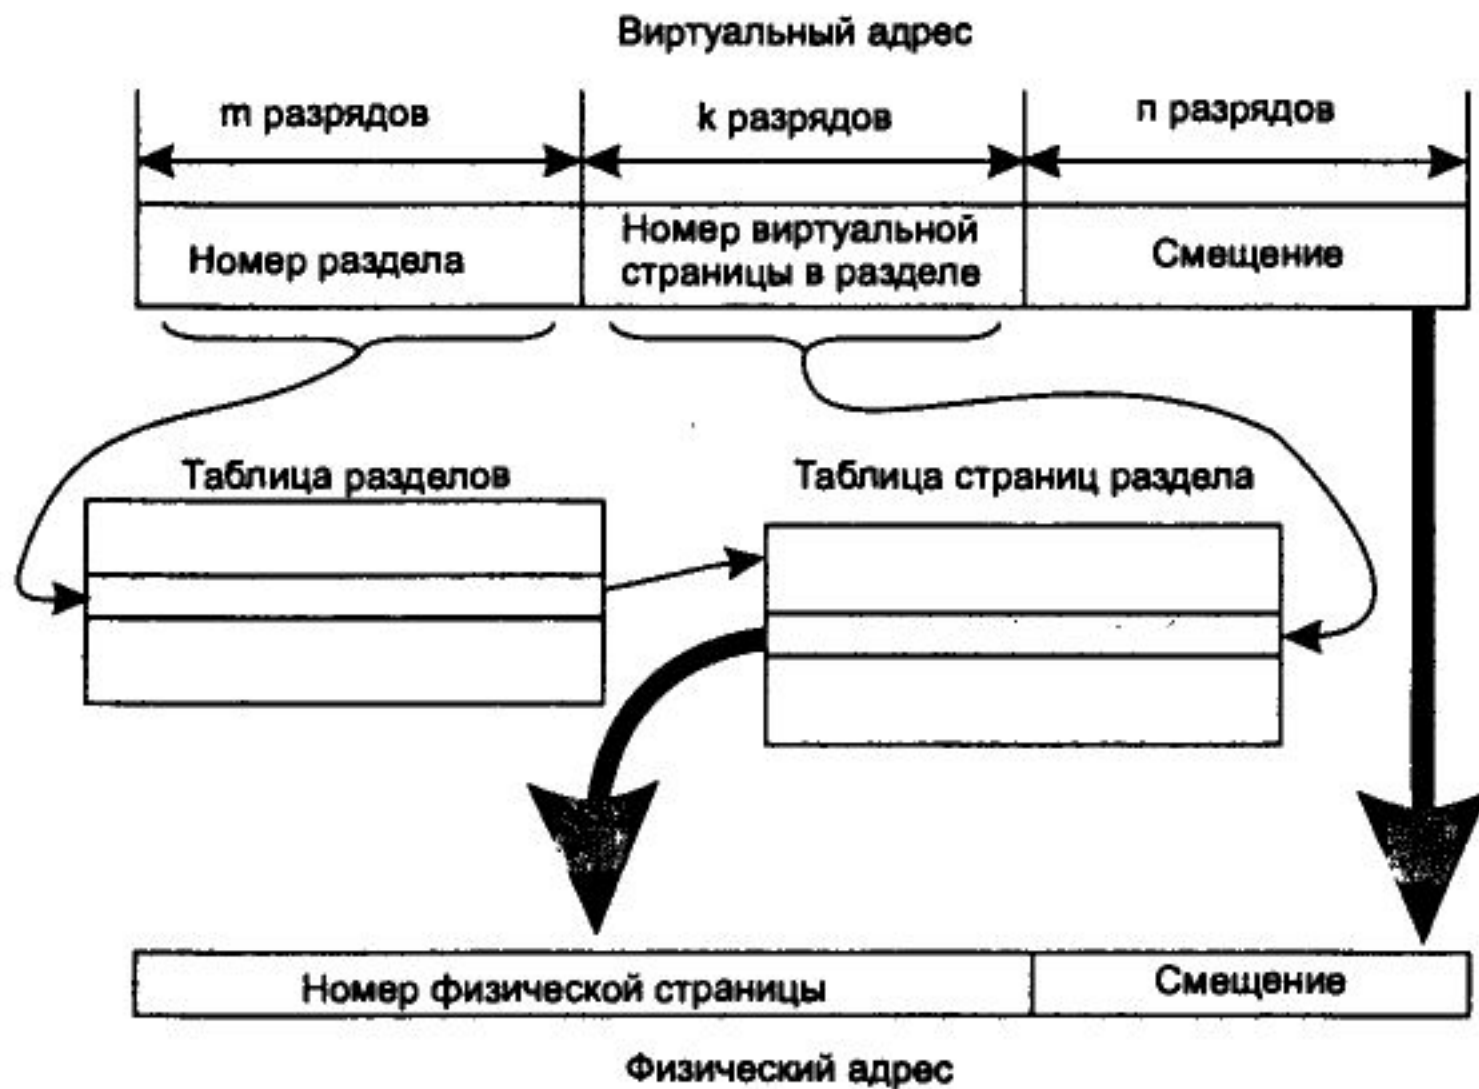 Виртуальный адрес
m разрядов
k разрядов
n разрядов
Номер раздела
Номер виртуальной
страницы в разделе
Смещение
Таблица разделов
Таблица страниц раздела
Номер физической страницы
Смещение
Физический адрес